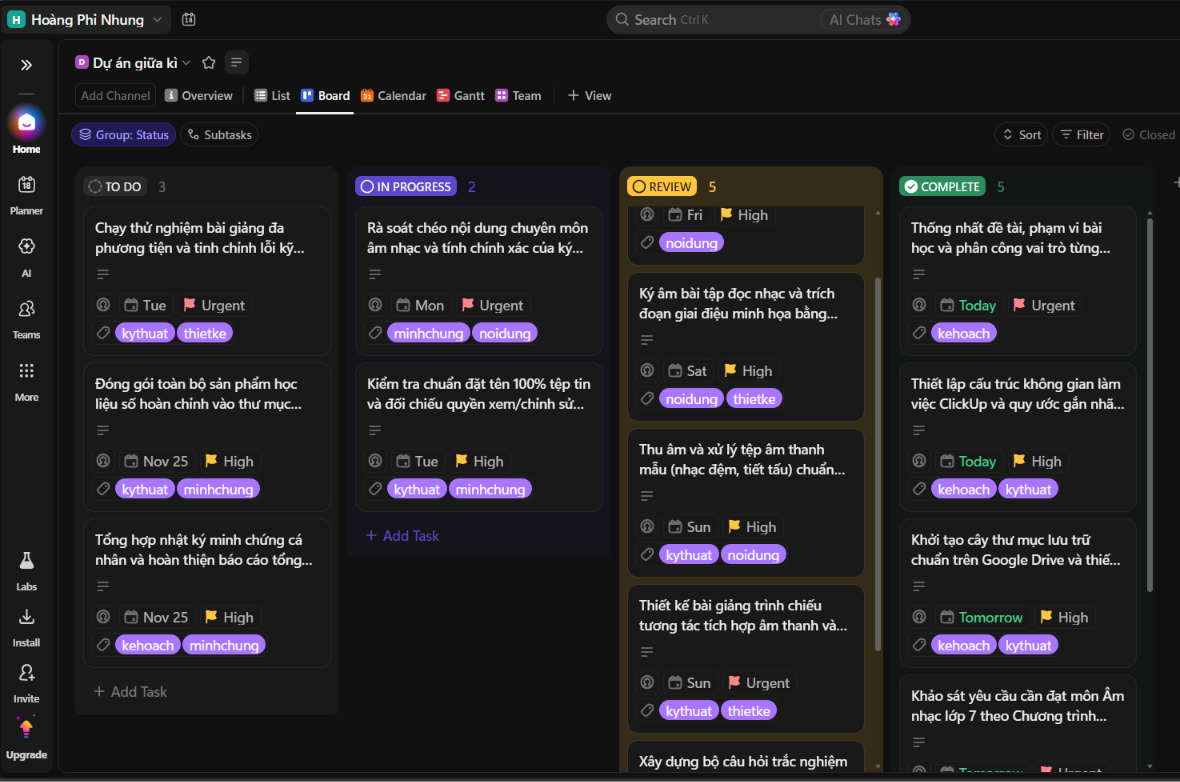 H Hoàng Phi Nhung
18
Search Ctrl K
AI Chats
D Dự án giữa kì
Add Channel
Overview
List
Board
31 Calendar
Gantt
Team
+ View
Group: Status
Subtasks
Sort
Filter
Closed
Home
18
Planner
AI
Teams
More
Labs
Install
Invite
Upgrade
TO DO 3
Chạy thử nghiệm bài giảng đa
phương tiện và tinh chỉnh lỗi kỹ...
Tue Urgent
kythuat thietke
Đóng gói toàn bộ sản phẩm học
liệu số hoàn chỉnh vào thư mục...
Nov 25 High
kythuat minhchung
Tổng hợp nhật ký minh chứng cá
nhân và hoàn thiện báo cáo tổng...
Nov 25 High
kehoach minhchung
+ Add Task
IN PROGRESS 2
Rà soát chéo nội dung chuyên môn
âm nhạc và tính chính xác của ký...
Mon Urgent
minhchung noidung
Kiểm tra chuẩn đặt tên 100% tệp tin
và đối chiếu quyền xem/chỉnh sử...
Tue High
kythuat minhchung
+ Add Task
REVIEW 5
Fri High
noidung
Ký âm bài tập đọc nhạc và trích
đoạn giai điệu minh họa bằng...
Sat High
noidung thietke
Thu âm và xử lý tệp âm thanh
mẫu (nhạc đệm, tiết tấu) chuẩn...
Sun High
kythuat noidung
Thiết kế bài giảng trình chiếu
tương tác tích hợp âm thanh và...
Sun Urgent
kythuat thietke
Xây dựng bộ câu hỏi trắc nghiệm
COMPLETE 5
Thống nhất đề tài, phạm vi bài
học và phân công vai trò từng...
Today Urgent
kehoach
Thiết lập cấu trúc không gian làm
việc ClickUp và quy ước gắn nhã...
Today High
kehoach kythuat
Khởi tạo cây thư mục lưu trữ
chuẩn trên Google Drive và thiế...
Tomorrow High
kehoach kythuat
Khảo sát yêu cầu cần đạt môn Âm
nhạc lớp 7 theo Chương trình...
Tomorrow Urgent